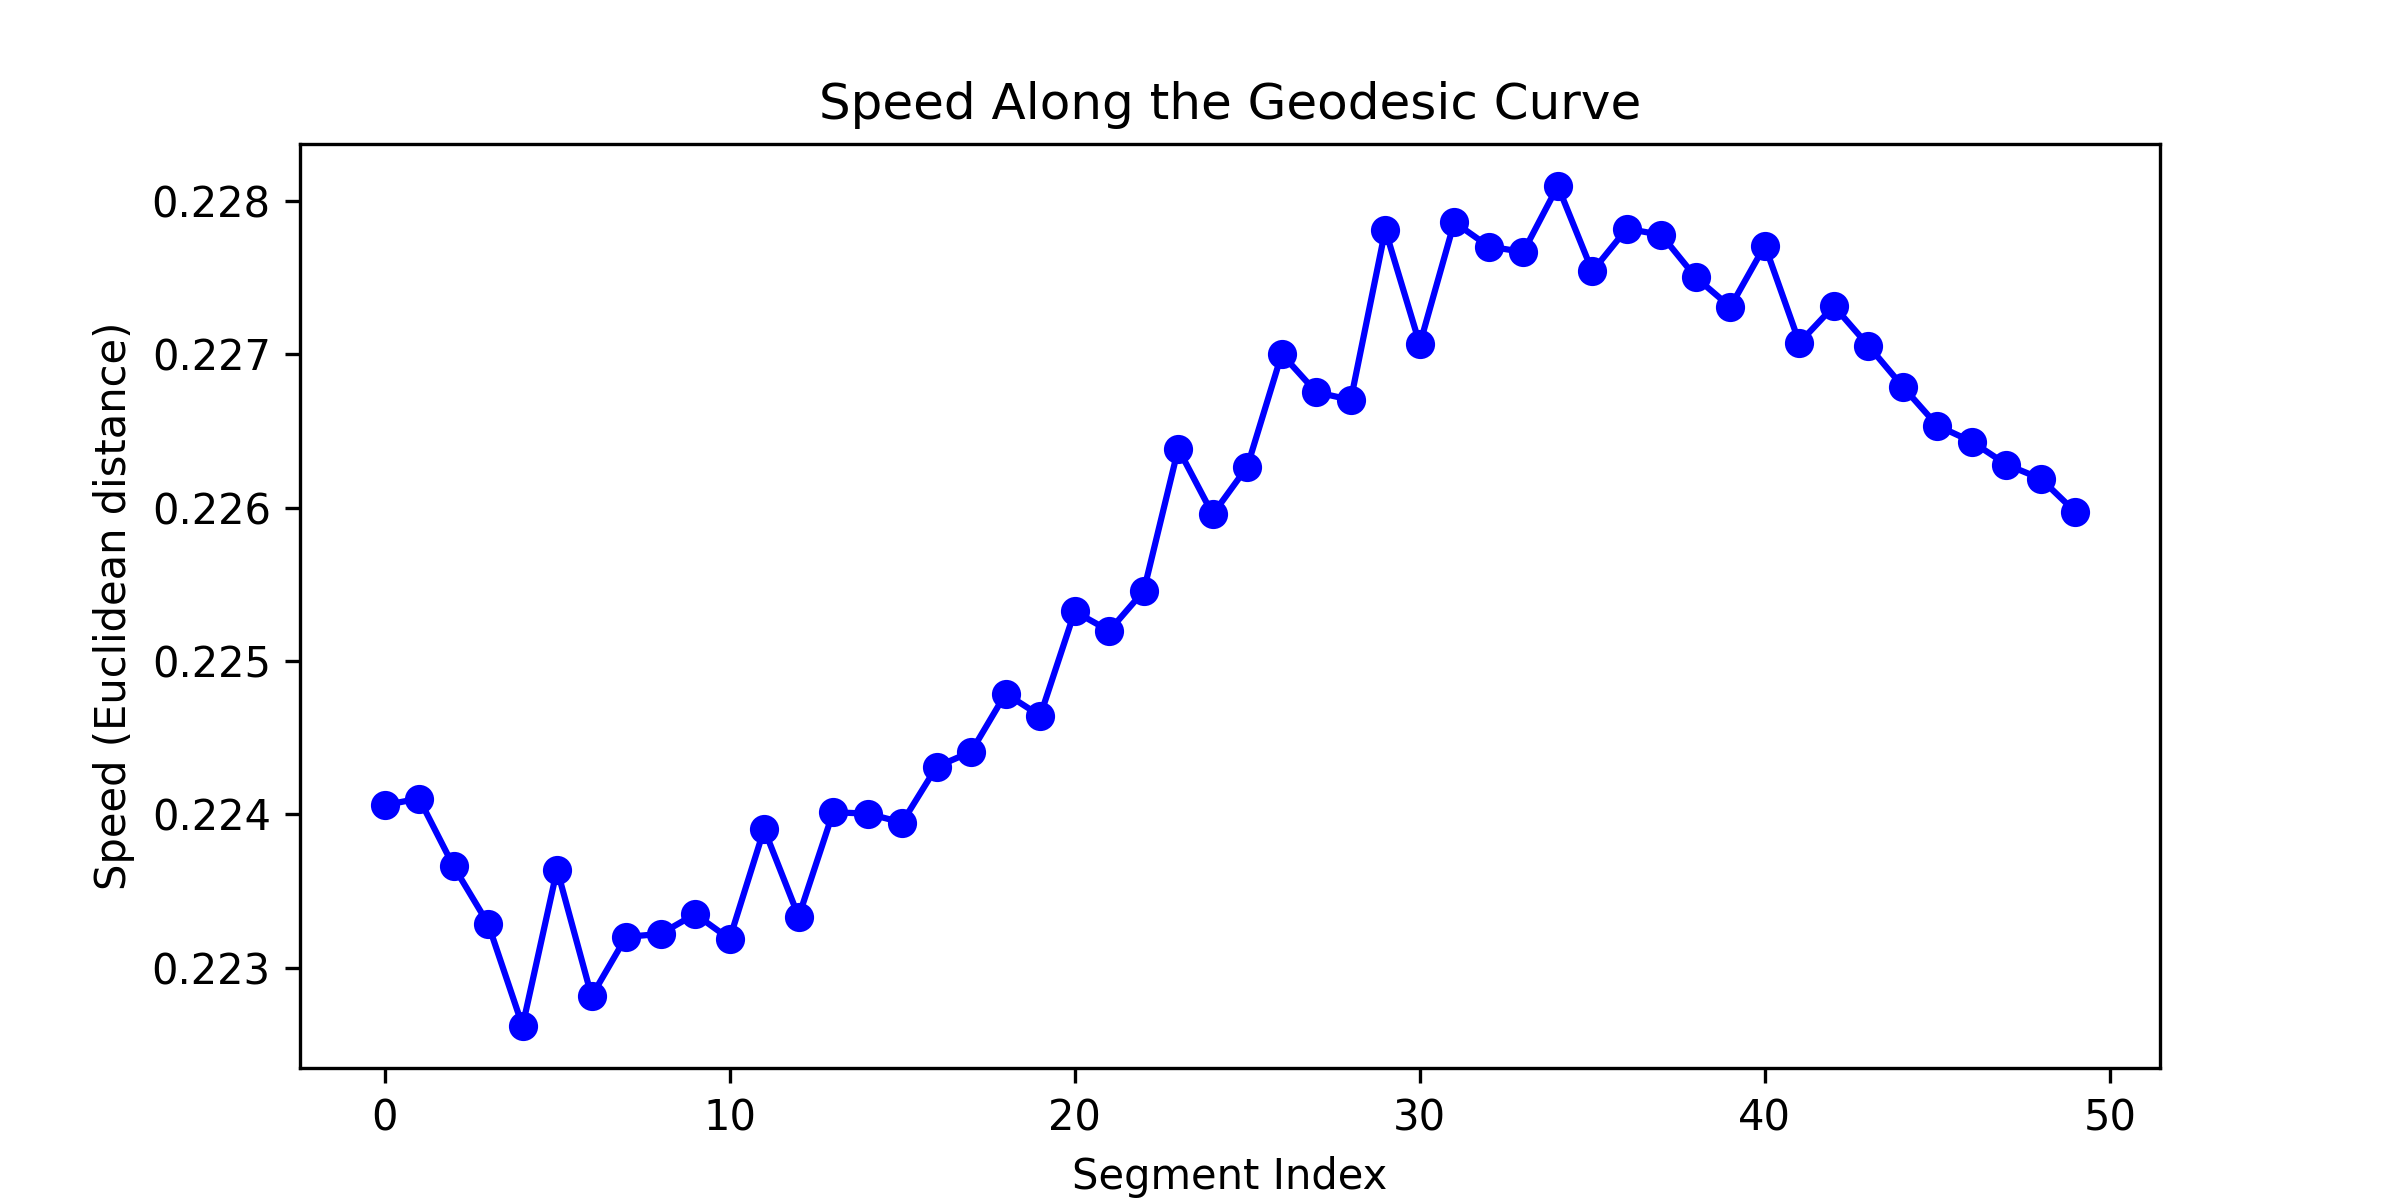 Speed Along the Geodesic Curve
Speed (Euclidean distance)
0.228
0.227
0.226
0.225
0.224
0.223
0 10 20 30 40 50
Segment Index